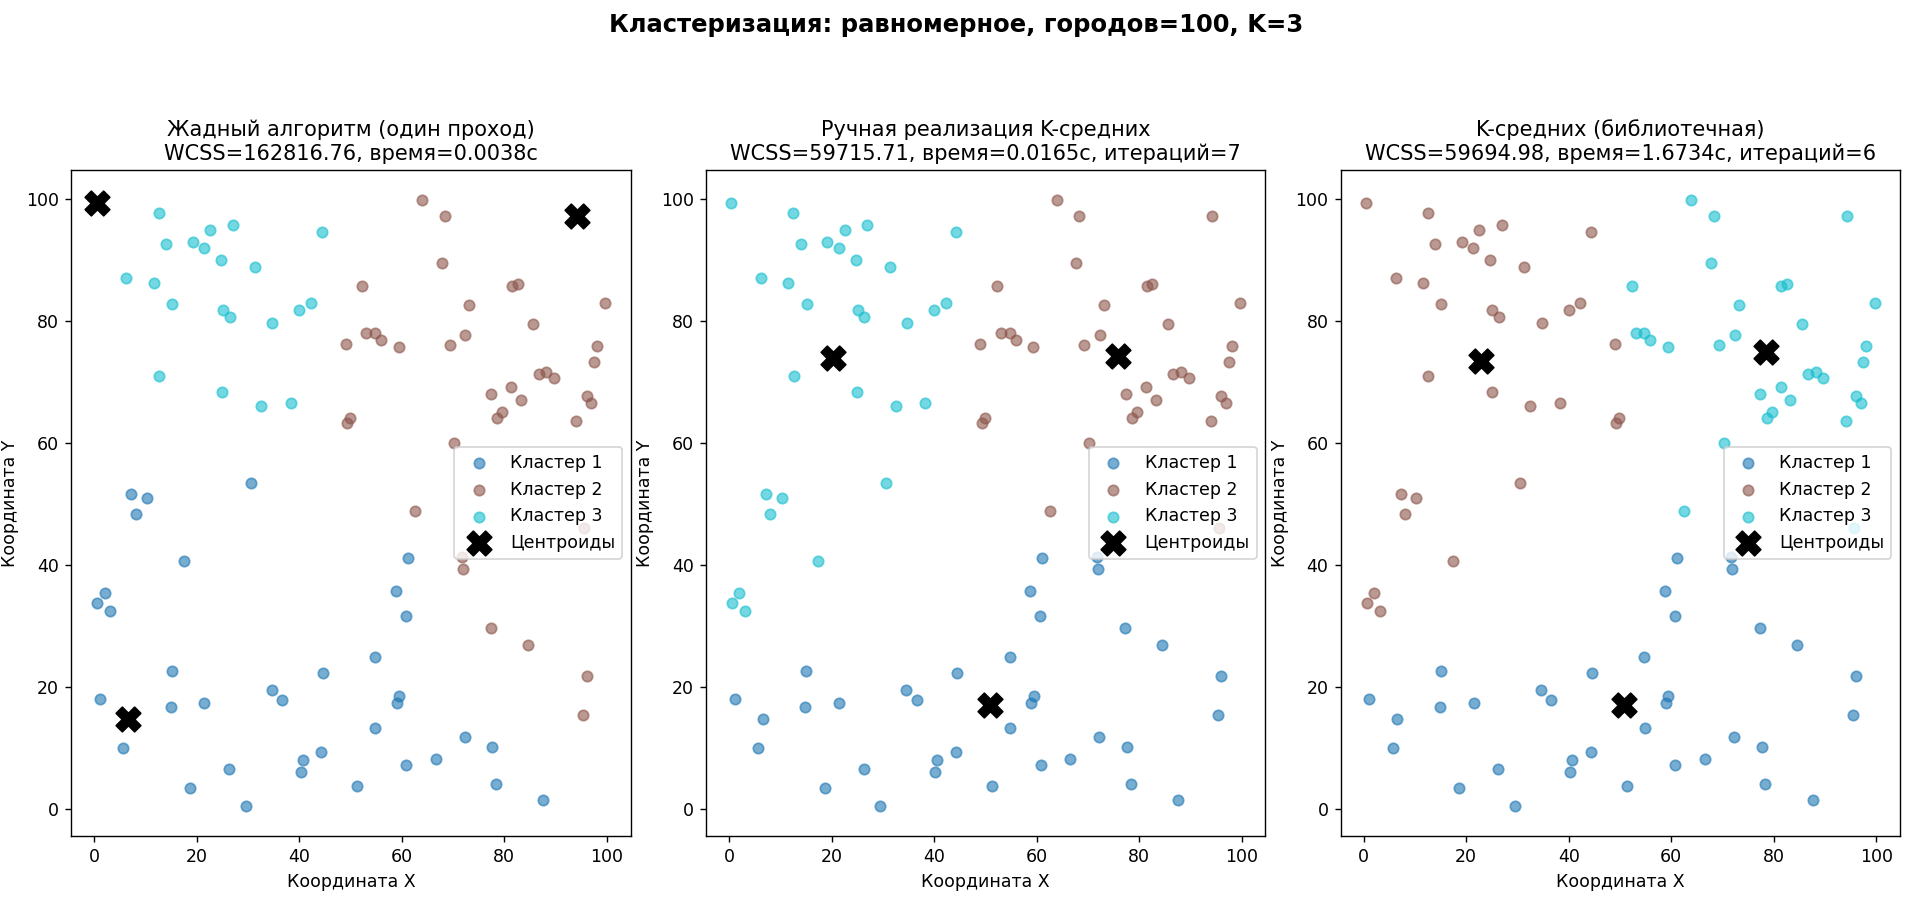 Кластеризация: равномерное, городов=100, K=3
Жадный алгоритм (один проход)
WCSS=162816.76, время=0.0038с
Координата Y
100
80
60
40
20
0
0 20 40 60 80 100
Координата X
Кластер 1
Кластер 2
Кластер 3
Центроиды
Ручная реализация K-средних
WCSS=59715.71, время=0.0165с, итераций=7
Координата Y
100
80
60
40
20
0
0 20 40 60 80 100
Координата X
Кластер 1
Кластер 2
Кластер 3
Центроиды
K-средних (библиотечная)
WCSS=59694.98, время=1.6734с, итераций=6
Координата Y
100
80
60
40
20
0
0 20 40 60 80 100
Координата X
Кластер 1
Кластер 2
Кластер 3
Центроиды